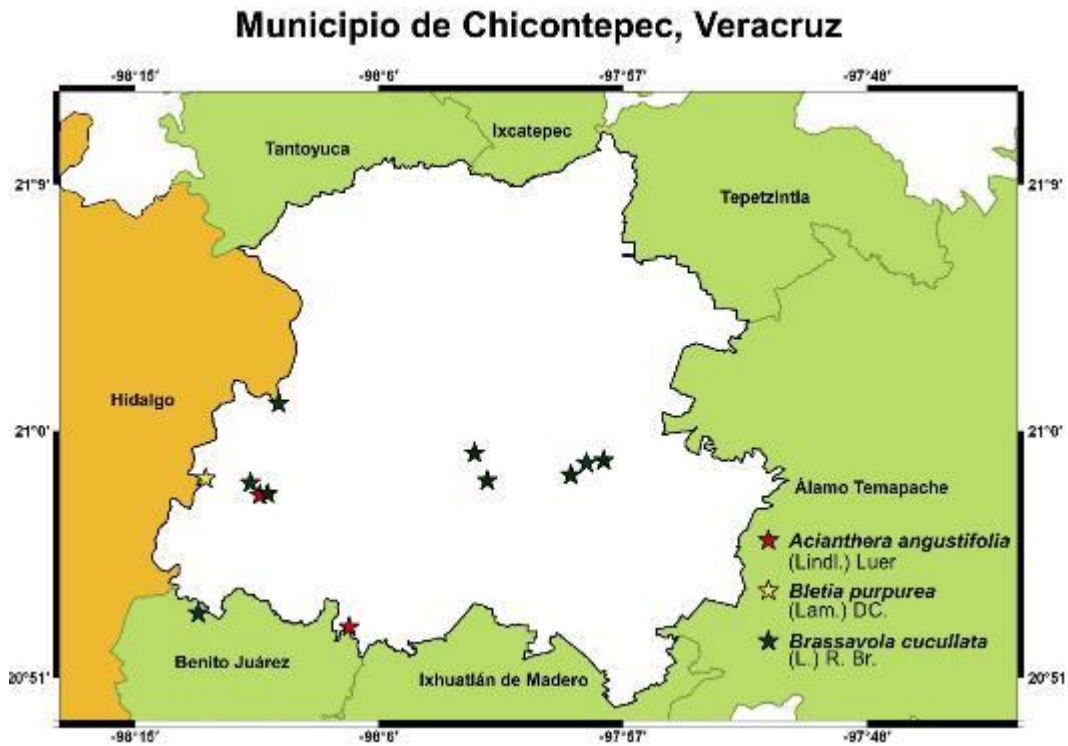 Municipio de Chicontepec, Veracruz
-98°15' -98°6' -97°57' -97°48'
Ixcatepec
Tantoyuca
21°9' 21°9'
Tepetzintla
Hidalgo
21°0' 21°0'
Álamo Temapache
Acianthera angustifolia
(Lindl.) Luer
Bletia purpurea
(Lam.) DC.
Brassavola cucullata
(L.) R. Br.
Benito Juárez
Ixhuatlán de Madero
20°51' 20°51'
-98°15' -98°6' -97°57' -97°48'